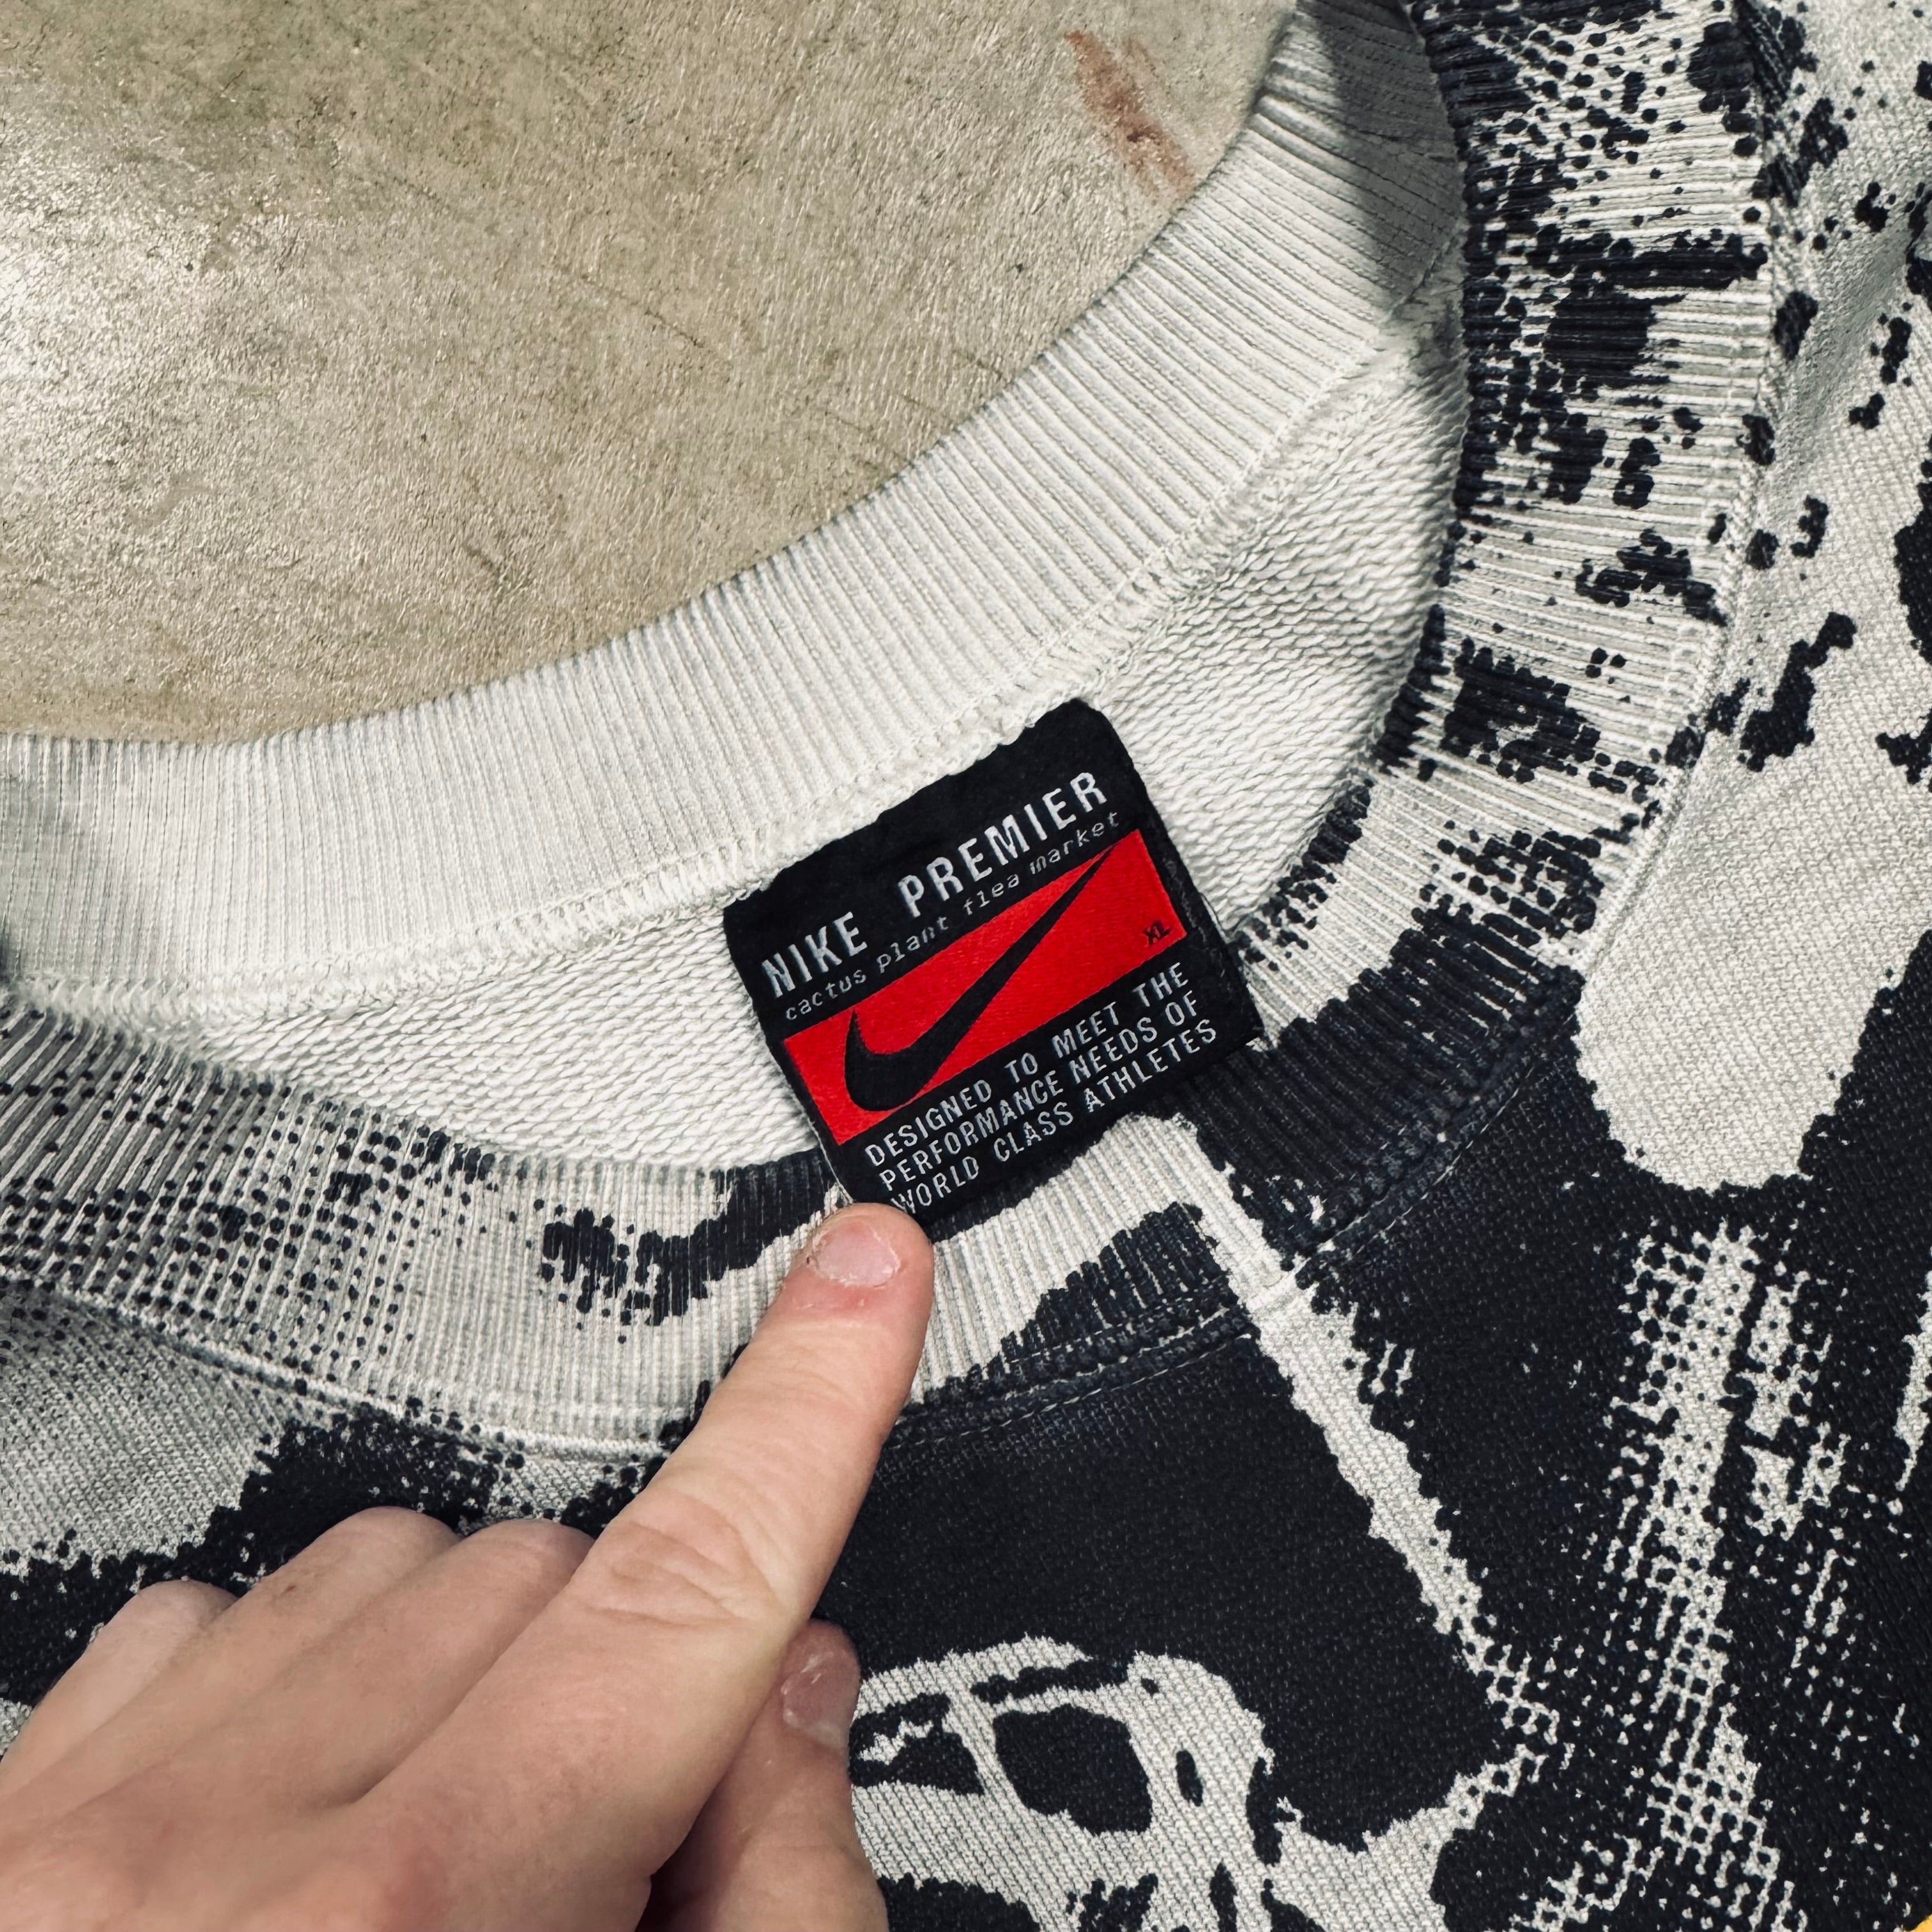 NIKE PREMIER
cactus plant flea market
XL
DESIGNED TO MEET THE
PERFORMANCE NEEDS OF
WORLD CLASS ATHLETES